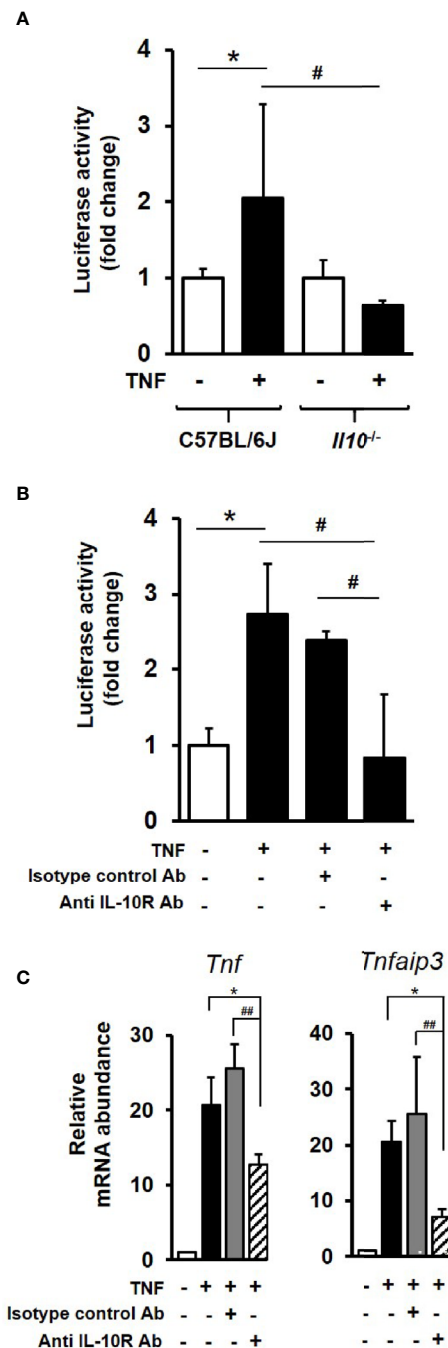 A
Luciferase activity
(fold change)
4
3
2
1
0
*
#
TNF - + - +
C57BL/6J Il10-/-
B
Luciferase activity
(fold change)
4
3
2
1
0
*
#
#
TNF - + + +
Isotype control Ab - - + -
Anti IL-10R Ab - - - +
C
Tnf Tnfaip3
Relative
mRNA abundance
30
20
10
0
*
##
40
30
20
10
0
*
##
TNF - + + + - + + +
Isotype control Ab - - + - - - + -
Anti IL-10R Ab - - - + - - - +